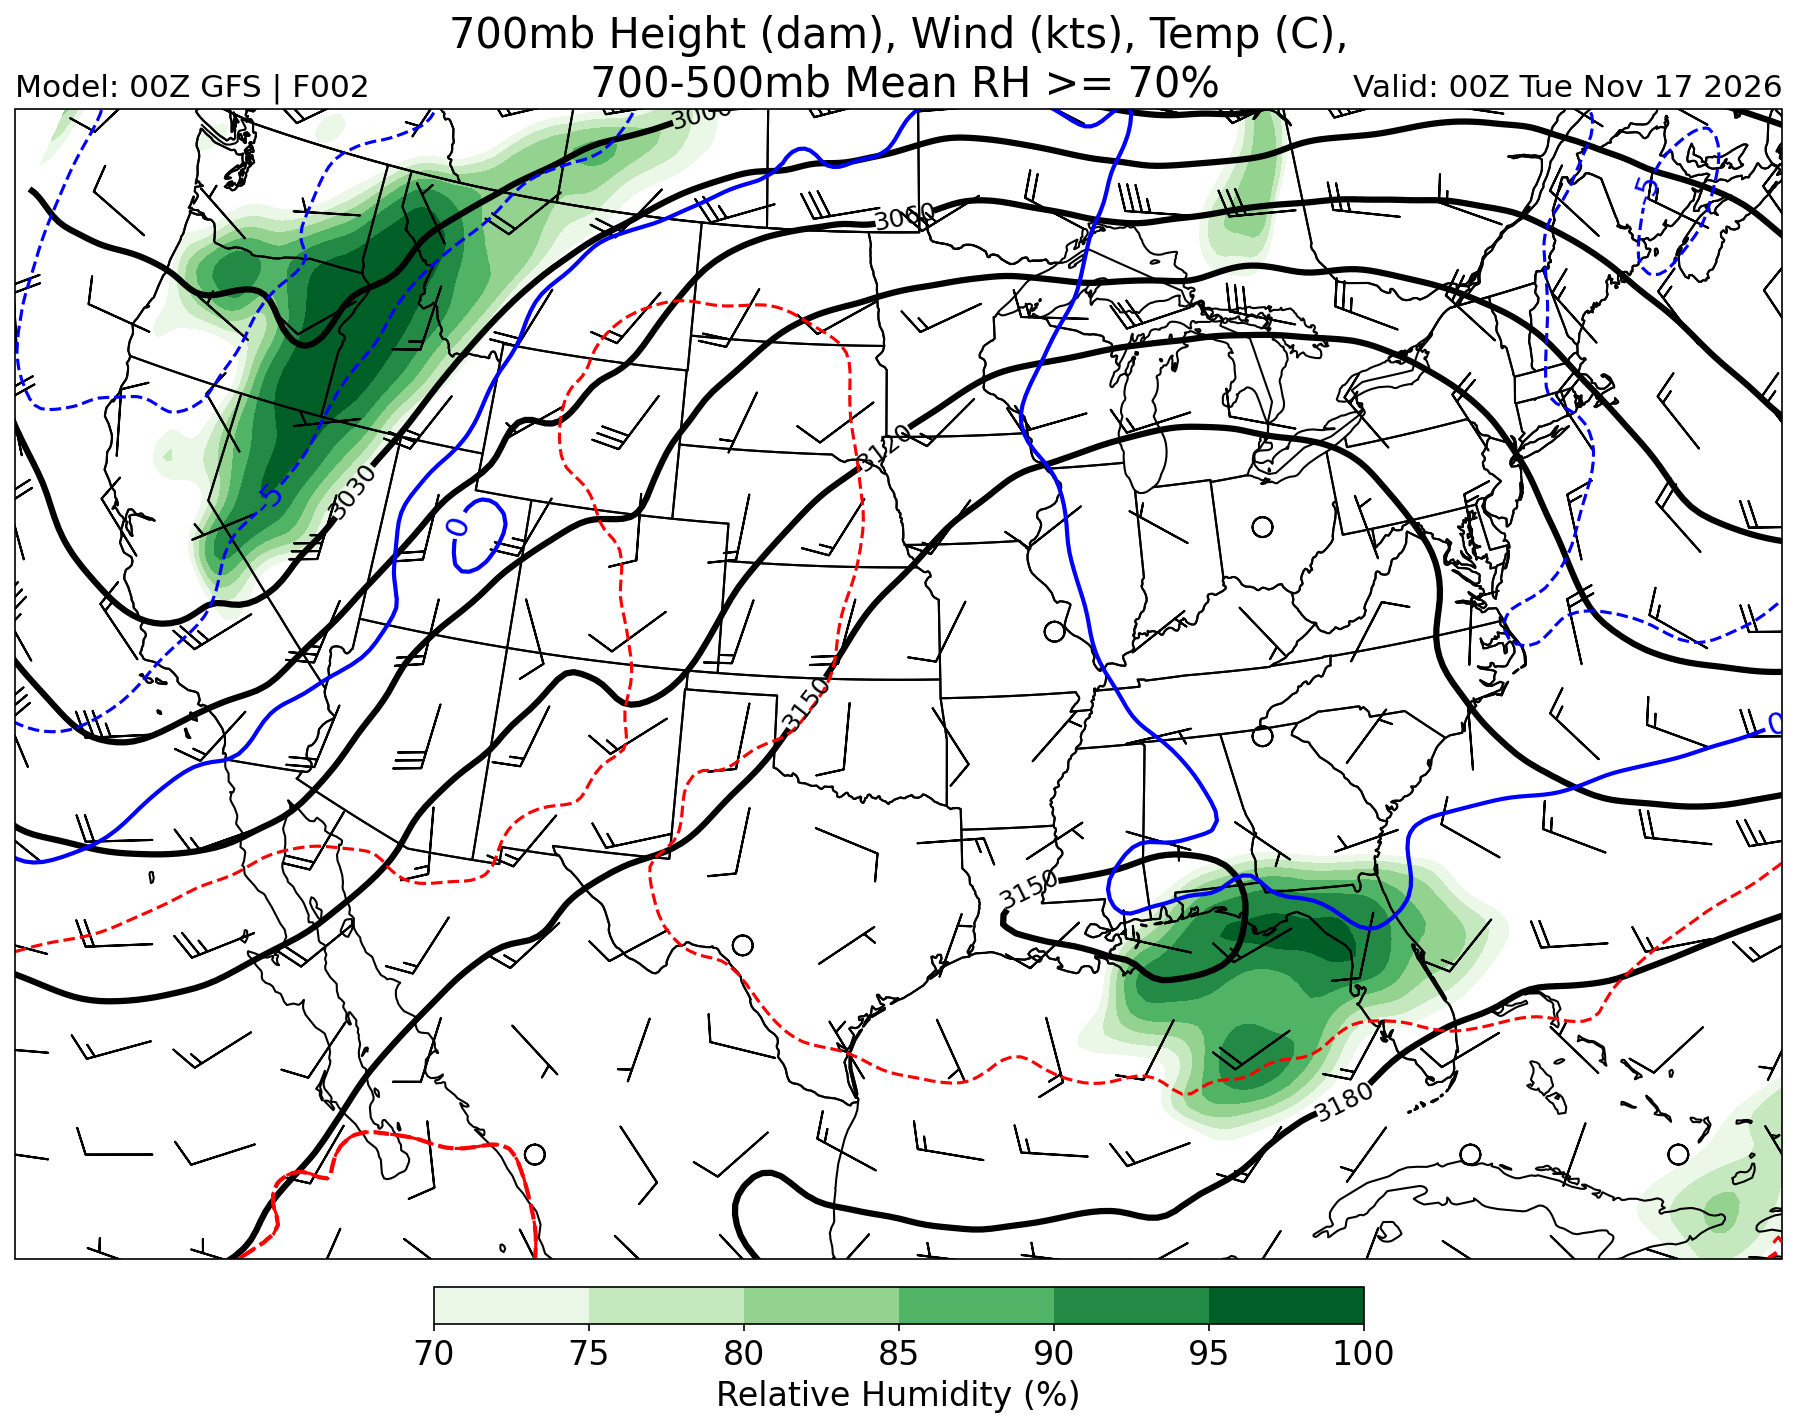 700mb Height (dam), Wind (kts), Temp (C),
700-500mb Mean RH >= 70%
Model: 00Z GFS | F002
Valid: 00Z Tue Nov 17 2026
3000
3060
5
3120
3030
5
0
3150
0
3150
3180
70 75 80 85 90 95 100
Relative Humidity (%)